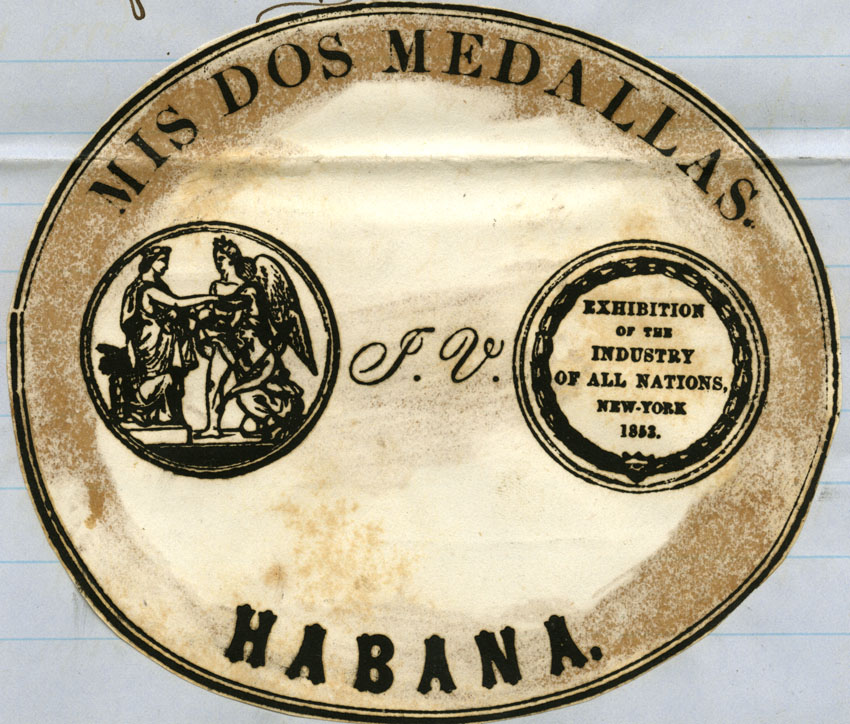 MIS DOS MEDALLAS.
J. V.
EXHIBITION
OF THE
INDUSTRY
OF ALL NATIONS,
NEW-YORK
1853.
HABANA.